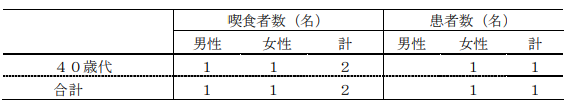 喫食者数（名） 患者数（名）
男性 女性 計 男性 女性 計
４０歳代 1 1 2 1 1
合計 1 1 2 1 1